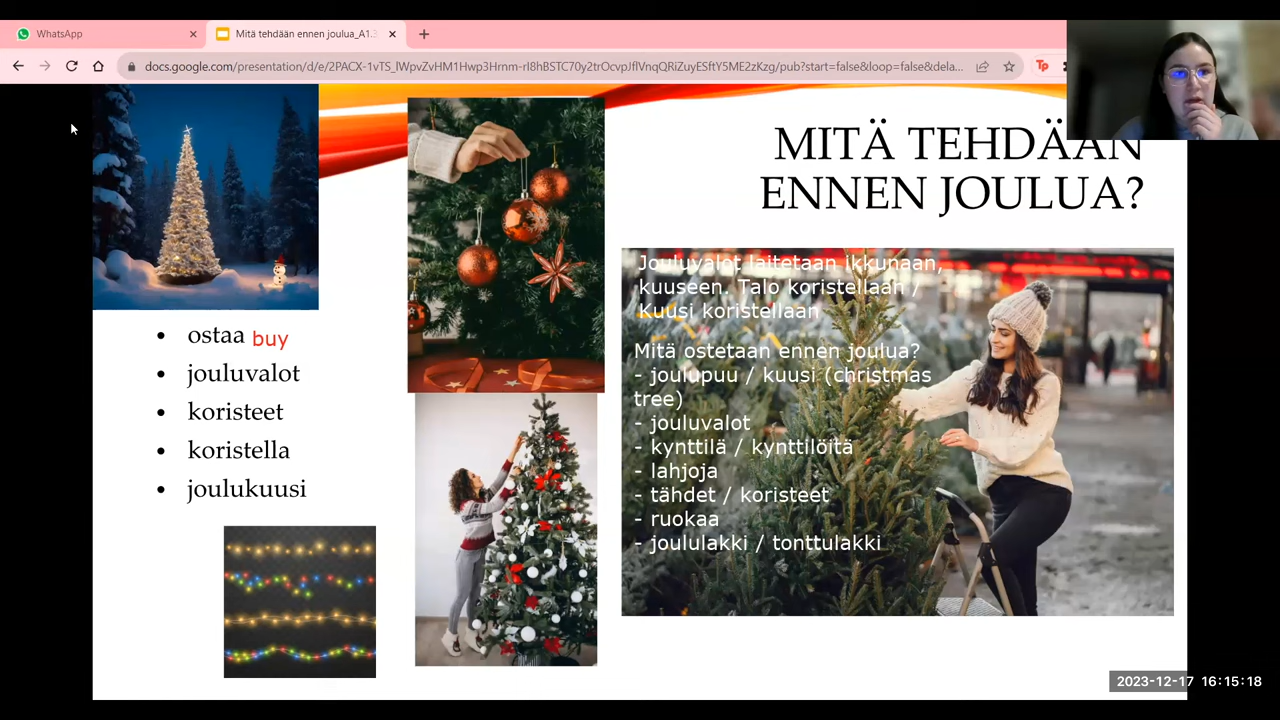 WhatsApp
Mitä tehdään ennen joulua_A1.
docs.google.com/presentation/d/e/2PACX-1vTS_lWpvZvHM1Hwp3Hrnm-rI8hBSTC70y2trOcvpJflVnqQRiZuyESftY5ME2zKzg/pub?start=false&loop=false&dela...
Tp
MITÄ TEHDÄÄN
ENNEN JOULUA?
• ostaa buy
• jouluvalot
• koristeet
• koristella
• joulukuusi
Jouluvalot laitetaan ikkunaan,
kuuseen. Talo koristellaan /
Kuusi koristellaan
Mitä ostetaan ennen joulua?
- joulupuu / kuusi (christmas
tree)
- jouluvalot
- kynttilä / kynttilöitä
- lahjoja
- tähdet / koristeet
- ruokaa
- joululakki / tonttulakki
2023-12-17 16:15:18